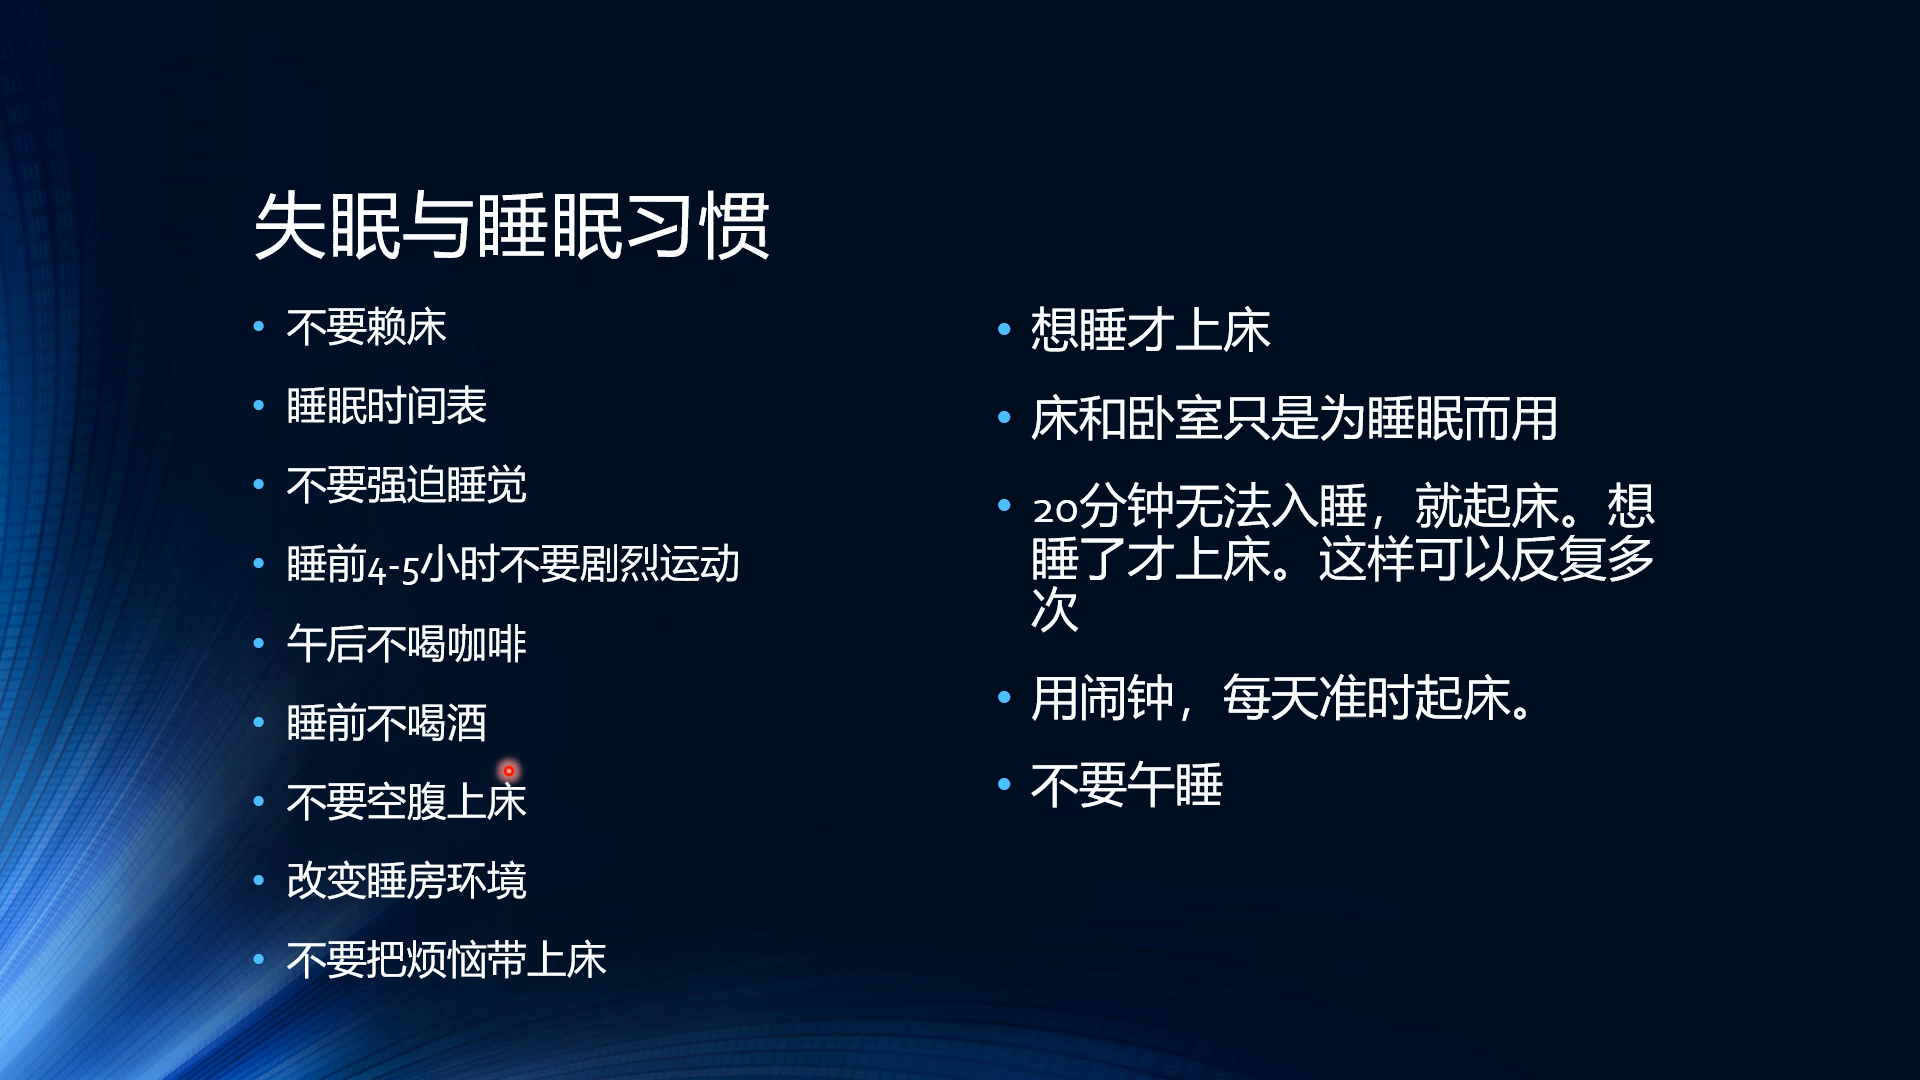 失眠与睡眠习惯
不要赖床
睡眠时间表
不要强迫睡觉
睡前4-5小时不要剧烈运动
午后不喝咖啡
睡前不喝酒
不要空腹上床
改变睡房环境
不要把烦恼带上床
想睡才上床
床和卧室只是为睡眠而用
20分钟无法入睡，就起床。想
睡了才上床。这样可以反复多
次
用闹钟，每天准时起床。
不要午睡